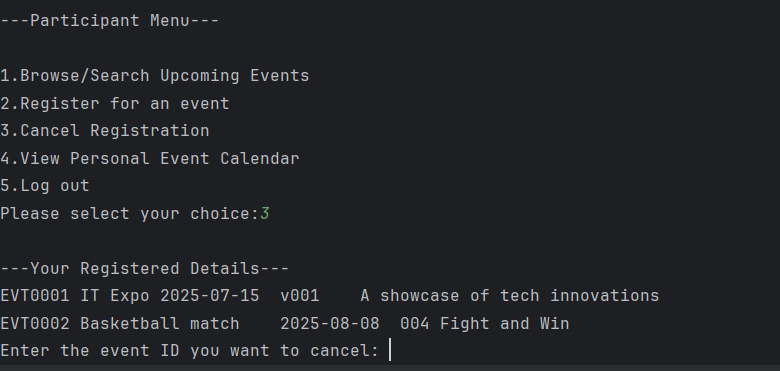 ---Participant Menu---
1.Browse/Search Upcoming Events
2.Register for an event
3.Cancel Registration
4.View Personal Event Calendar
5.Log out
Please select your choice:3
---Your Registered Details---
EVT0001 IT Expo 2025-07-15  v001    A showcase of tech innovations
EVT0002 Basketball match    2025-08-08  004 Fight and Win
Enter the event ID you want to cancel: